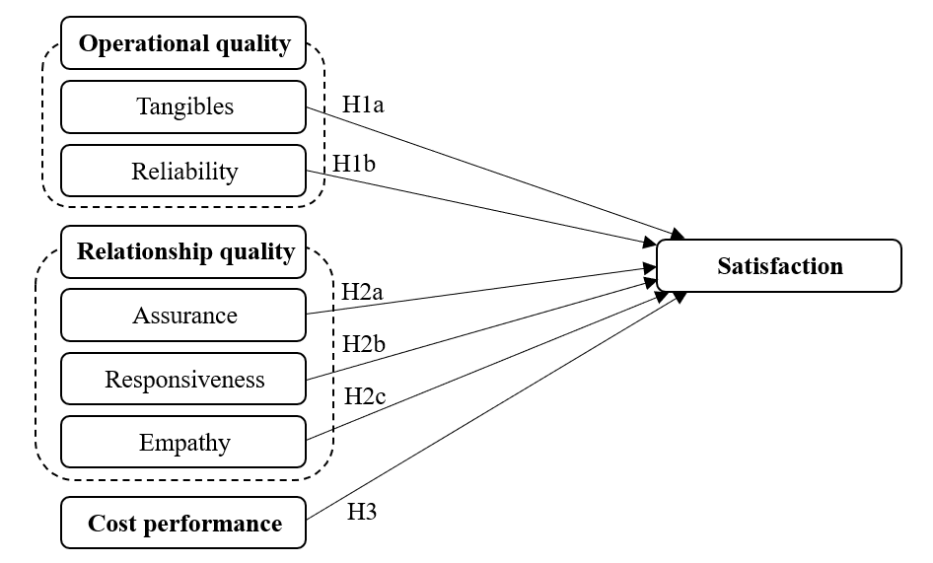 Operational quality
Tangibles
H1a
Reliability
H1b
Relationship quality
Satisfaction
Assurance
H2a
Responsiveness
H2b
Empathy
H2c
Cost performance
H3